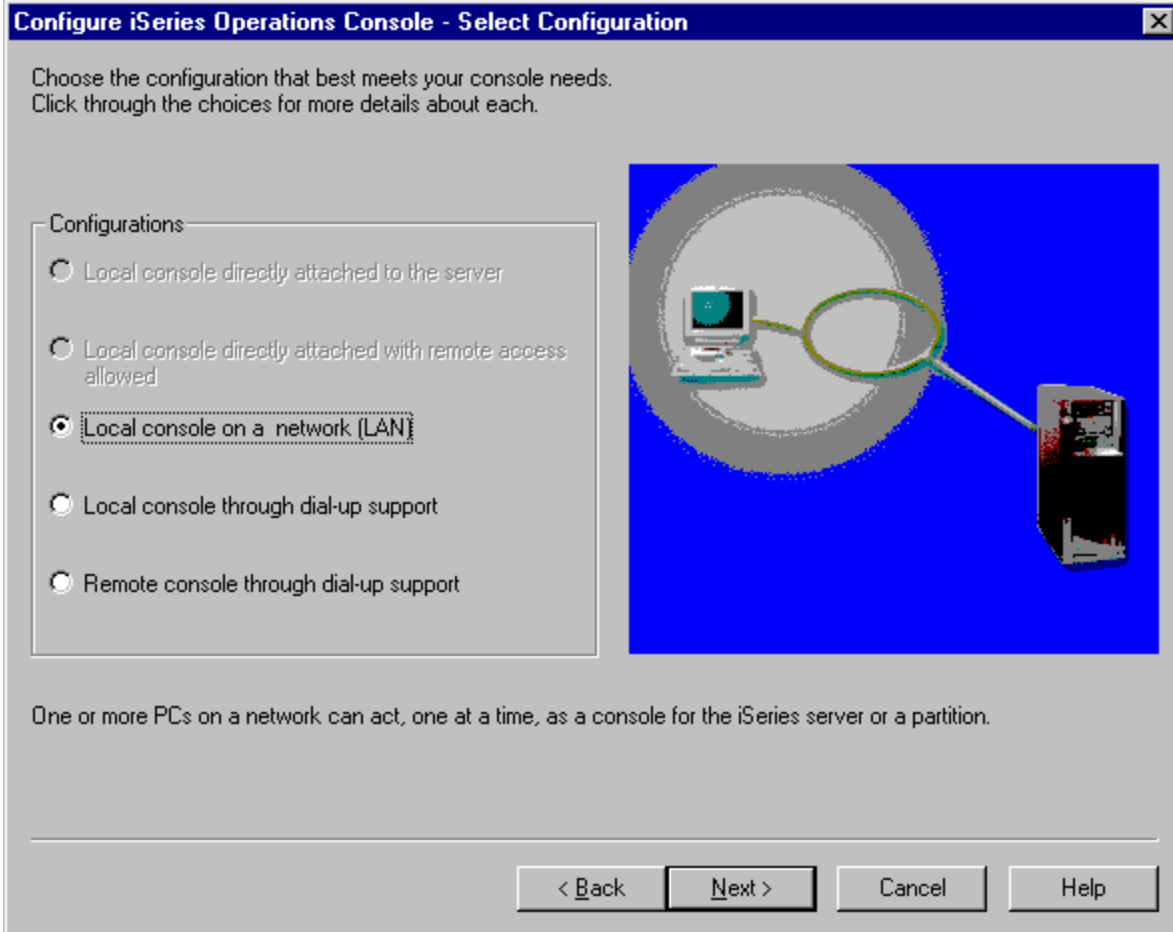 Configure iSeries Operations Console - Select Configuration
Choose the configuration that best meets your console needs.
Click through the choices for more details about each.
Configurations
Local console directly attached to the server
Local console directly attached with remote access
allowed
Local console on a  network (LAN)
Local console through dial-up support
Remote console through dial-up support
One or more PCs on a network can act, one at a time, as a console for the iSeries server or a partition.
< Back
Next >
Cancel
Help